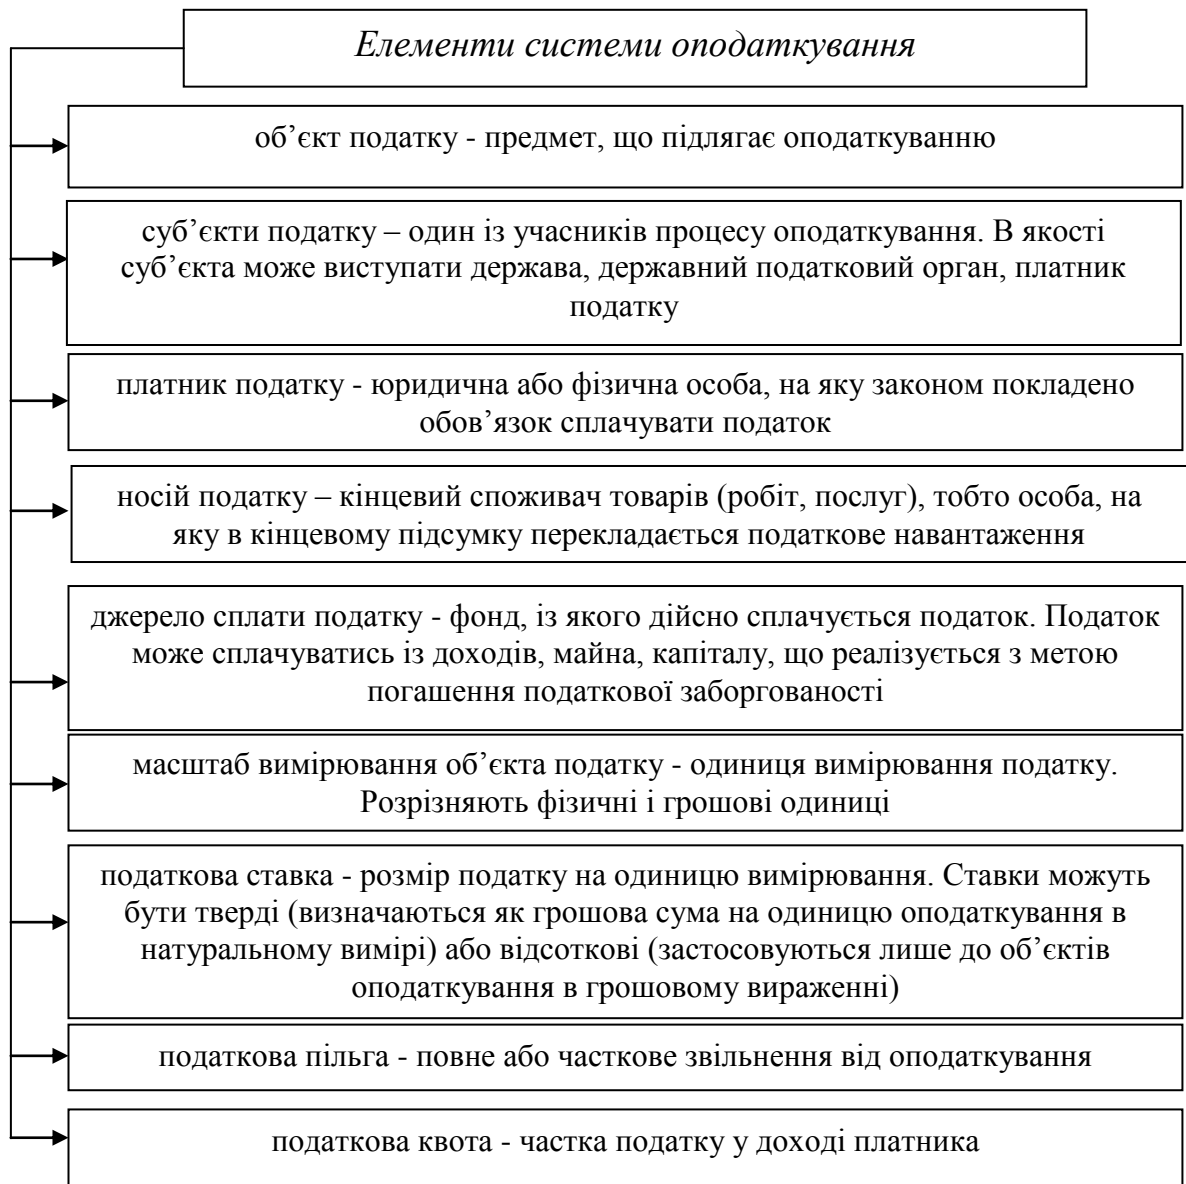 Елементи системи оподаткування
об’єкт податку - предмет, що підлягає оподаткуванню
суб’єкти податку – один із учасників процесу оподаткування. В якості
суб’єкта може виступати держава, державний податковий орган, платник
податку
платник податку - юридична або фізична особа, на яку законом покладено
обов’язок сплачувати податок
носій податку – кінцевий споживач товарів (робіт, послуг), тобто особа, на
яку в кінцевому підсумку перекладається податкове навантаження
джерело сплати податку - фонд, із якого дійсно сплачується податок. Податок
може сплачуватись із доходів, майна, капіталу, що реалізується з метою
погашення податкової заборгованості
масштаб вимірювання об’єкта податку - одиниця вимірювання податку.
Розрізняють фізичні і грошові одиниці
податкова ставка - розмір податку на одиницю вимірювання. Ставки можуть
бути тверді (визначаються як грошова сума на одиницю оподаткування в
натуральному вимірі) або відсоткові (застосовуються лише до об’єктів
оподаткування в грошовому вираженні)
податкова пільга - повне або часткове звільнення від оподаткування
податкова квота - частка податку у доході платника